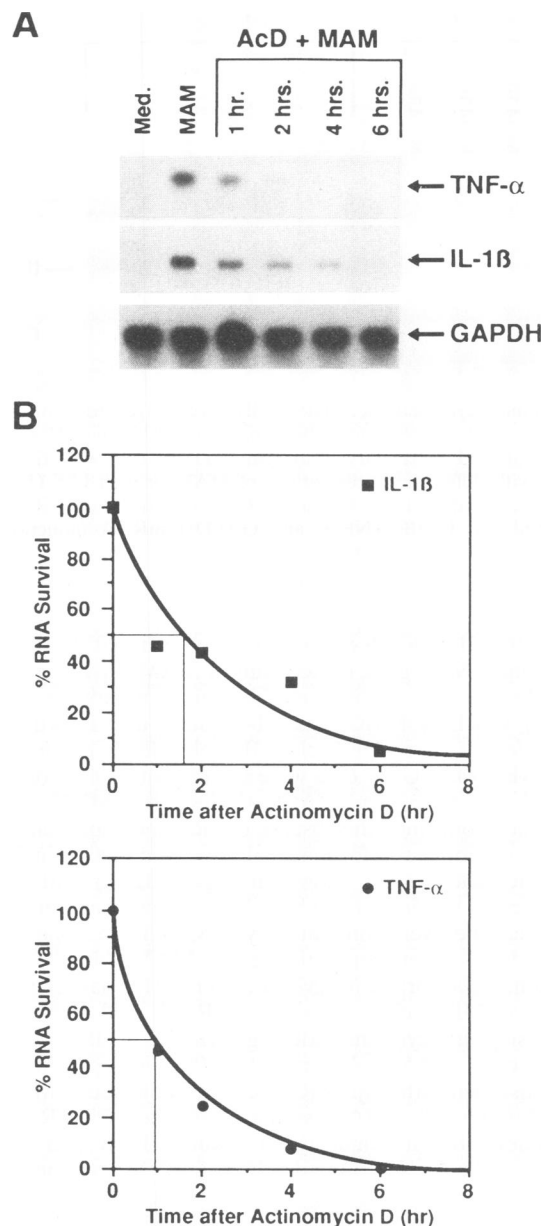 A
AcD + MAM
Med. MAM 1 hr. 2 hrs. 4 hrs. 6 hrs.
TNF-α
IL-1ß
GAPDH
B
120
100
80
60
40
20
0
% RNA Survival
IL-1ß
0 2 4 6 8
Time after Actinomycin D (hr)
120
100
80
60
40
20
0
% RNA Survival
TNF-α
0 2 4 6 8
Time after Actinomycin D (hr)